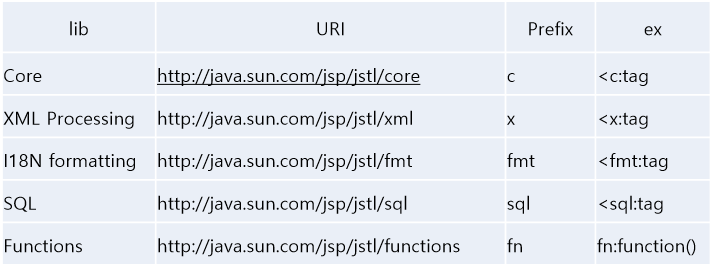 lib URI Prefix ex
Core http://java.sun.com/jsp/jstl/core c <c:tag
XML Processing http://java.sun.com/jsp/jstl/xml x <x:tag
I18N formatting http://java.sun.com/jsp/jstl/fmt fmt <fmt:tag
SQL http://java.sun.com/jsp/jstl/sql sql <sql:tag
Functions http://java.sun.com/jsp/jstl/functions fn fn:function()